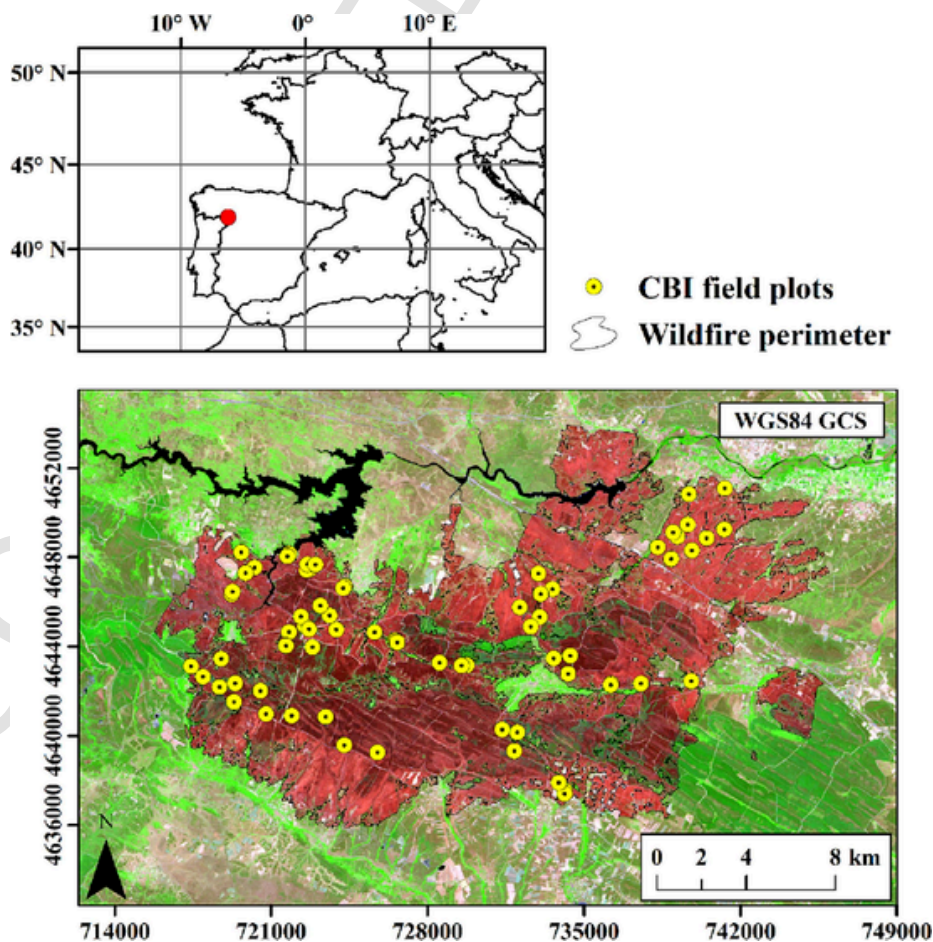 10° W 0° 10° E
50° N
45° N
40° N
35° N
CBI field plots
Wildfire perimeter
WGS84 GCS
4652000
4648000
4644000
4640000
4636000
N
0 2 4 8 km
714000 721000 728000 735000 742000 749000